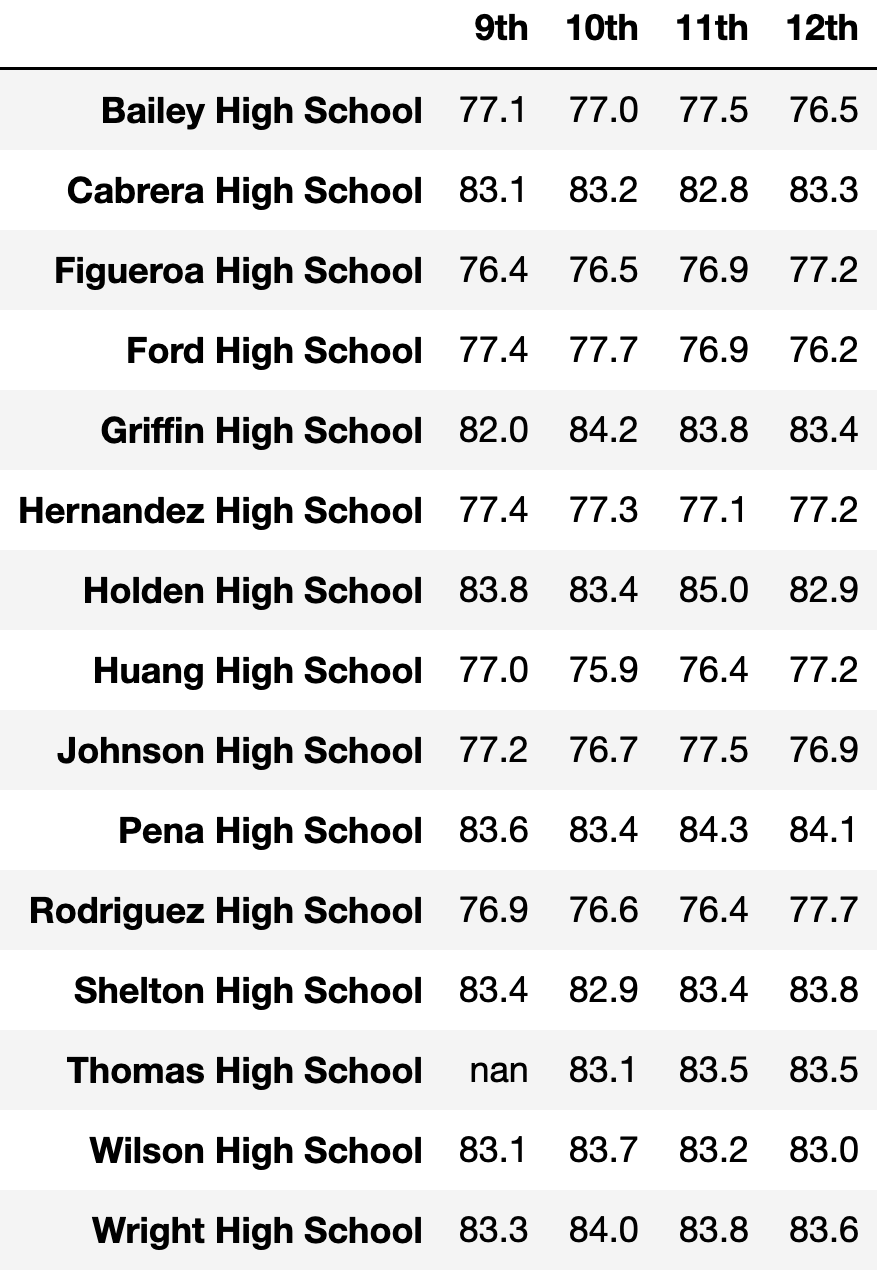 9th 10th 11th 12th
Bailey High School 77.1 77.0 77.5 76.5
Cabrera High School 83.1 83.2 82.8 83.3
Figueroa High School 76.4 76.5 76.9 77.2
Ford High School 77.4 77.7 76.9 76.2
Griffin High School 82.0 84.2 83.8 83.4
Hernandez High School 77.4 77.3 77.1 77.2
Holden High School 83.8 83.4 85.0 82.9
Huang High School 77.0 75.9 76.4 77.2
Johnson High School 77.2 76.7 77.5 76.9
Pena High School 83.6 83.4 84.3 84.1
Rodriguez High School 76.9 76.6 76.4 77.7
Shelton High School 83.4 82.9 83.4 83.8
Thomas High School nan 83.1 83.5 83.5
Wilson High School 83.1 83.7 83.2 83.0
Wright High School 83.3 84.0 83.8 83.6